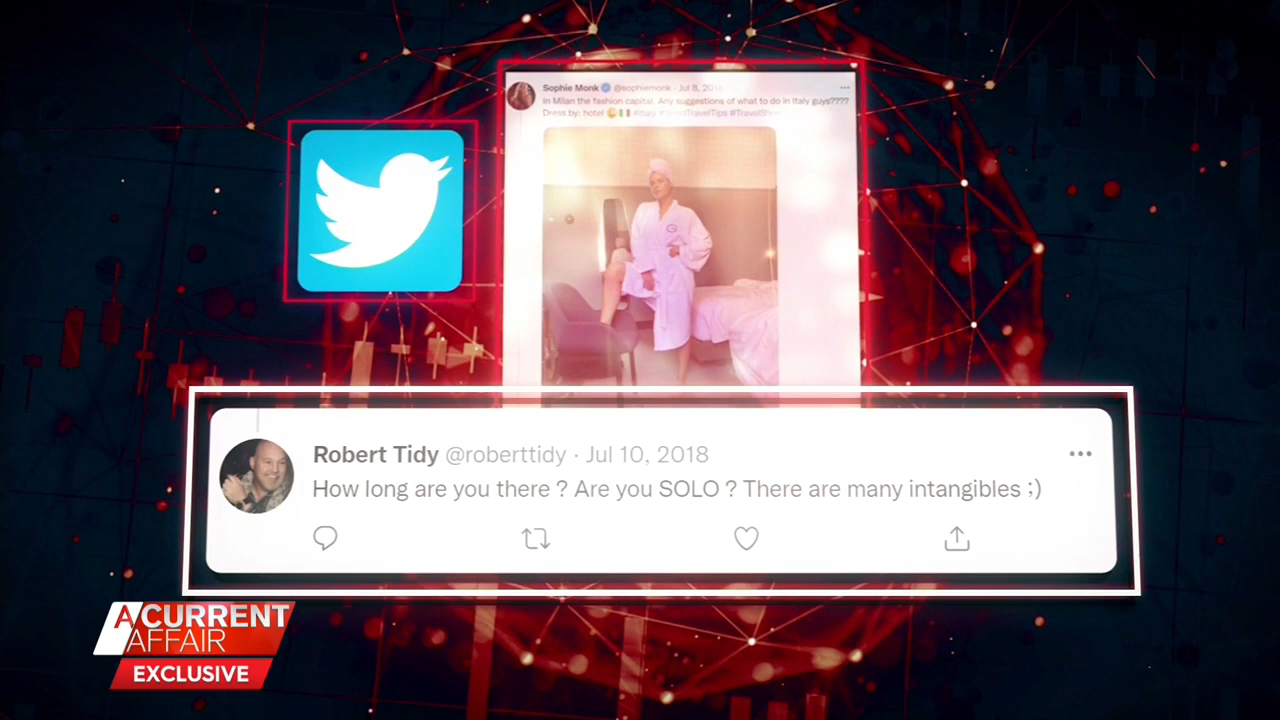 Sophie Monk @sophiemonk · Jul 8, 2018
In Milan the fashion capital. Any suggestions of what to do in Italy guys????
Dress by: hotel #Italy #TravelTips
Robert Tidy @roberttidy · Jul 10, 2018
How long are you there ? Are you SOLO ? There are many intangibles ;)
A CURRENT
AFFAIR
EXCLUSIVE